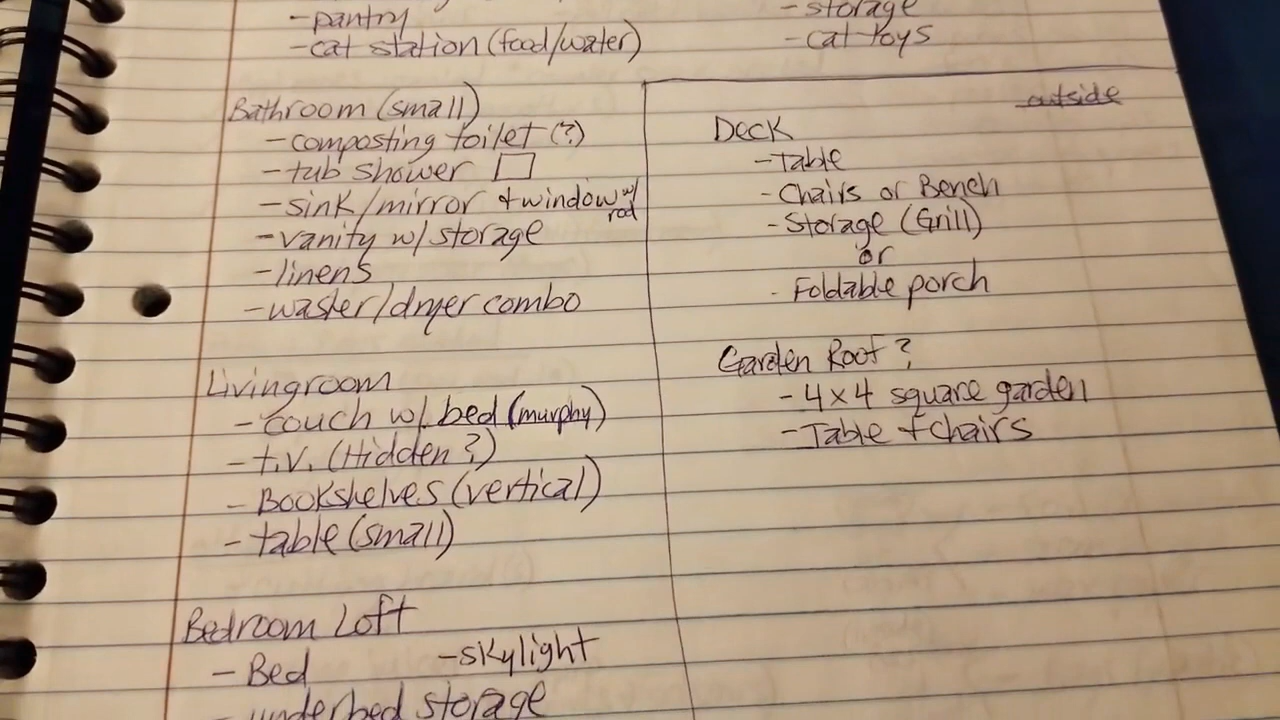 -pantry
-cat station (food/water)
-storage
-cat toys
Bathroom (small)
-composting toilet (?)
-tub shower
-sink/mirror + window w/ rod
-vanity w/ storage
-linens
-washer/dryer combo
Livingroom
-couch w/ bed (murphy)
-t.v. (Hidden?)
-Bookshelves (vertical)
-table (small)
Bedroom Loft
-Bed -skylight
-underbed storage
outside
Deck
-Table
-Chairs or Bench
-Storage (Grill)
or
-Foldable porch
Garden Roof?
-4x4 square garden
-Table + chairs